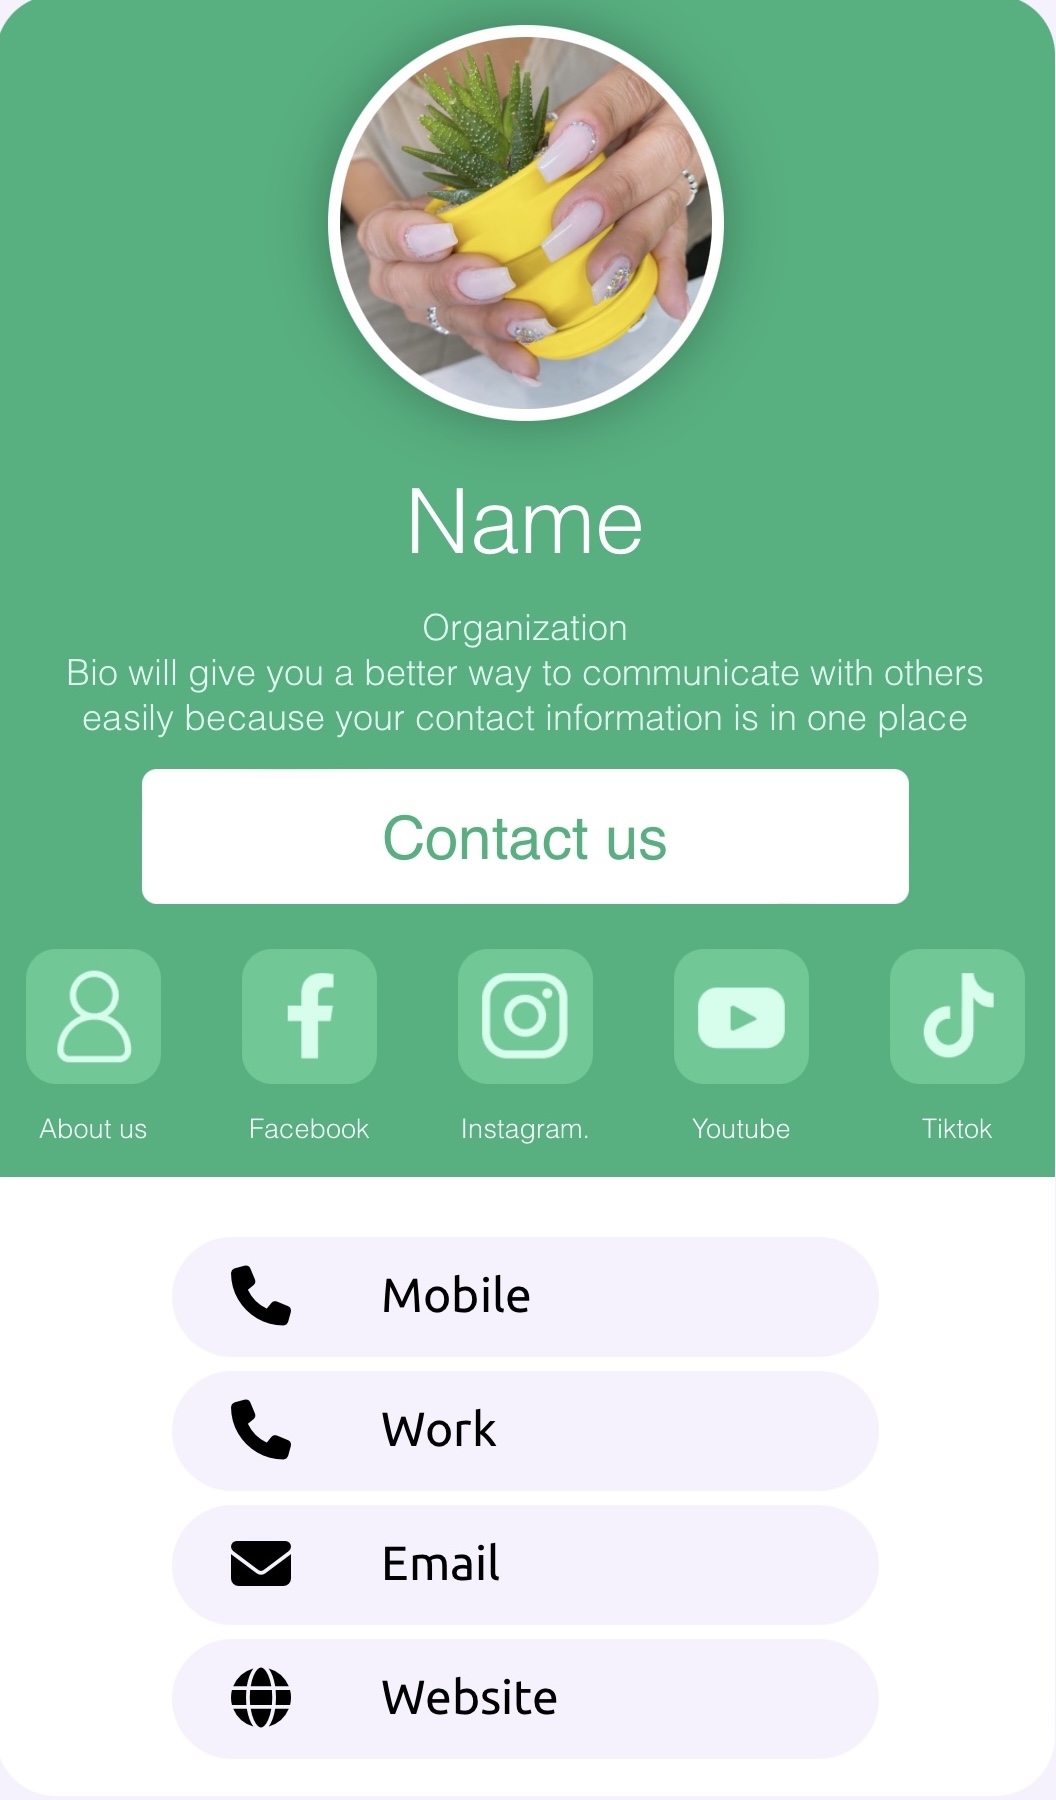 Name
Organization
Bio will give you a better way to communicate with others
easily because your contact information is in one place
Contact us
About us
Facebook
Instagram.
Youtube
Tiktok
Mobile
Work
Email
Website